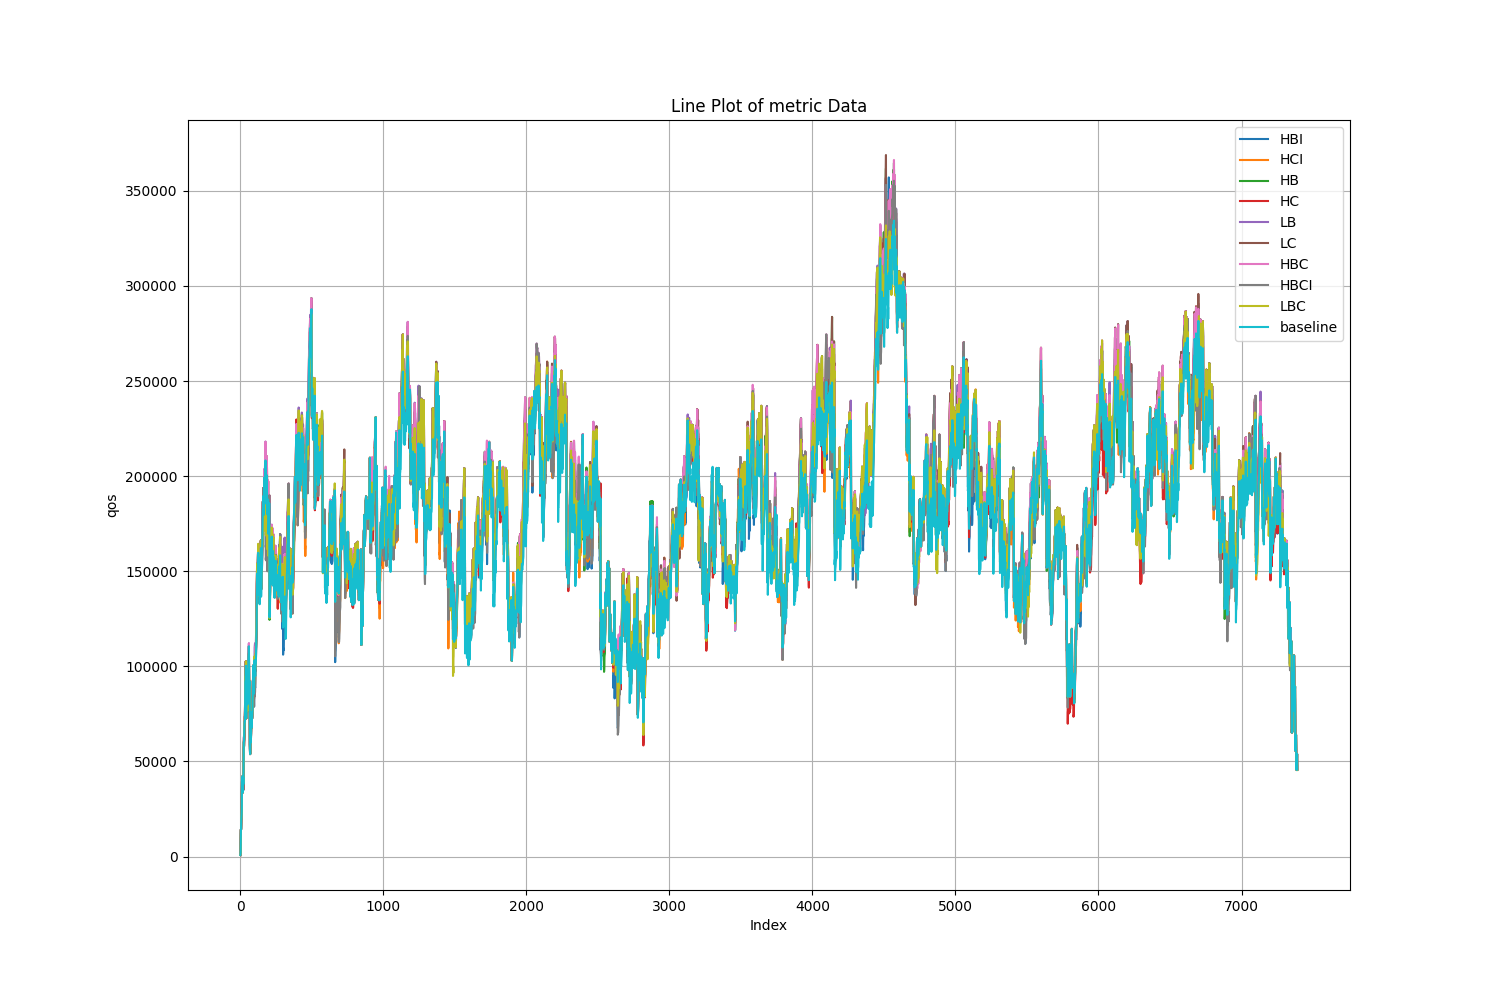 Line Plot of metric Data
HBI
HCI
HB
HC
LB
LC
HBC
HBCI
LBC
baseline
350000
300000
250000
200000
150000
100000
50000
0
qos
0 1000 2000 3000 4000 5000 6000 7000
Index